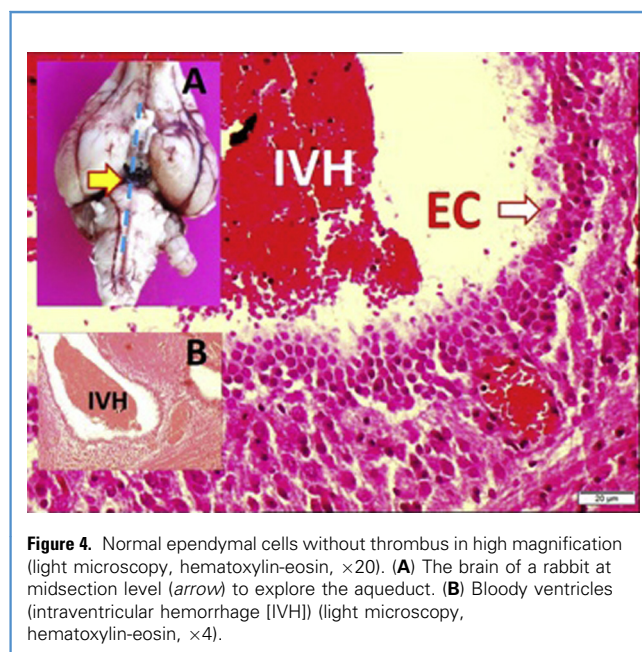 A
IVH
EC
B
IVH
20 µm
Figure 4. Normal ependymal cells without thrombus in high magnification
(light microscopy, hematoxylin-eosin, ×20). (A) The brain of a rabbit at
midsection level (arrow) to explore the aqueduct. (B) Bloody ventricles
(intraventricular hemorrhage [IVH]) (light microscopy,
hematoxylin-eosin, ×4).